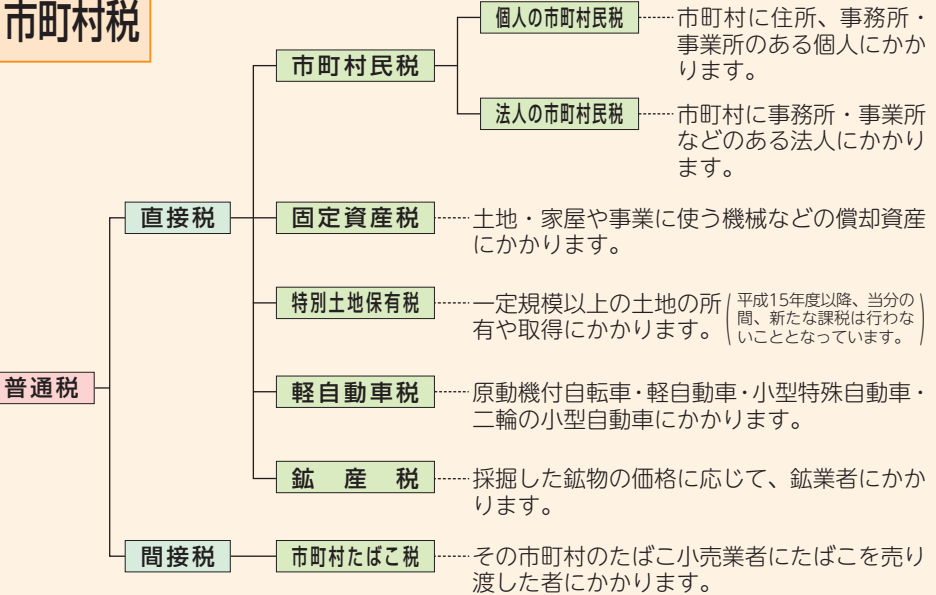 市町村税
個人の市町村民税
市町村に住所、事務所・
事業所のある個人にかか
ります。
市町村民税
法人の市町村民税
市町村に事務所・事業所
などのある法人にかかり
ます。
直接税
固定資産税
土地・家屋や事業に使う機械などの償却資産
にかかります。
特別土地保有税
一定規模以上の土地の所
有や取得にかかります。
(平成15年度以降、当分の
間、新たな課税は行わな
いこととなっています。)
普通税
軽自動車税
原動機付自転車・軽自動車・小型特殊自動車・
二輪の小型自動車にかかります。
鉱産税
採掘した鉱物の価格に応じて、鉱業者にかか
ります。
間接税
市町村たばこ税
その市町村のたばこ小売業者にたばこを売り
渡した者にかかります。